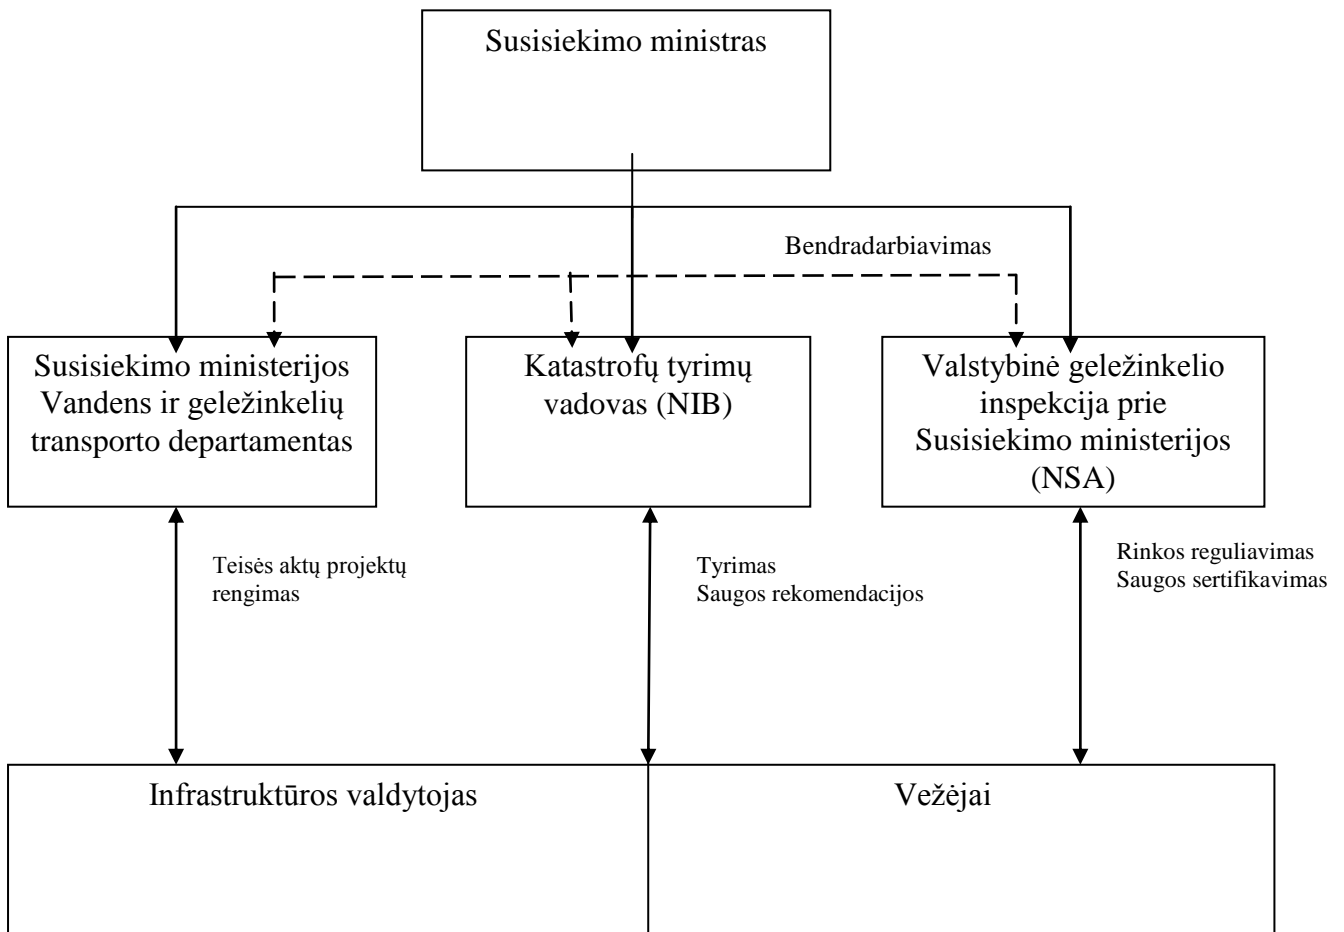 Susisiekimo ministras
Bendradarbiavimas
Susisiekimo ministerijos
Vandens ir geležinkelių
transporto departamentas
Katastrofų tyrimų
vadovas (NIB)
Valstybinė geležinkelio
inspekcija prie
Susisiekimo ministerijos
(NSA)
Teisės aktų projektų
rengimas
Tyrimas
Saugos rekomendacijos
Rinkos reguliavimas
Saugos sertifikavimas
Infrastruktūros valdytojas
Vežėjai